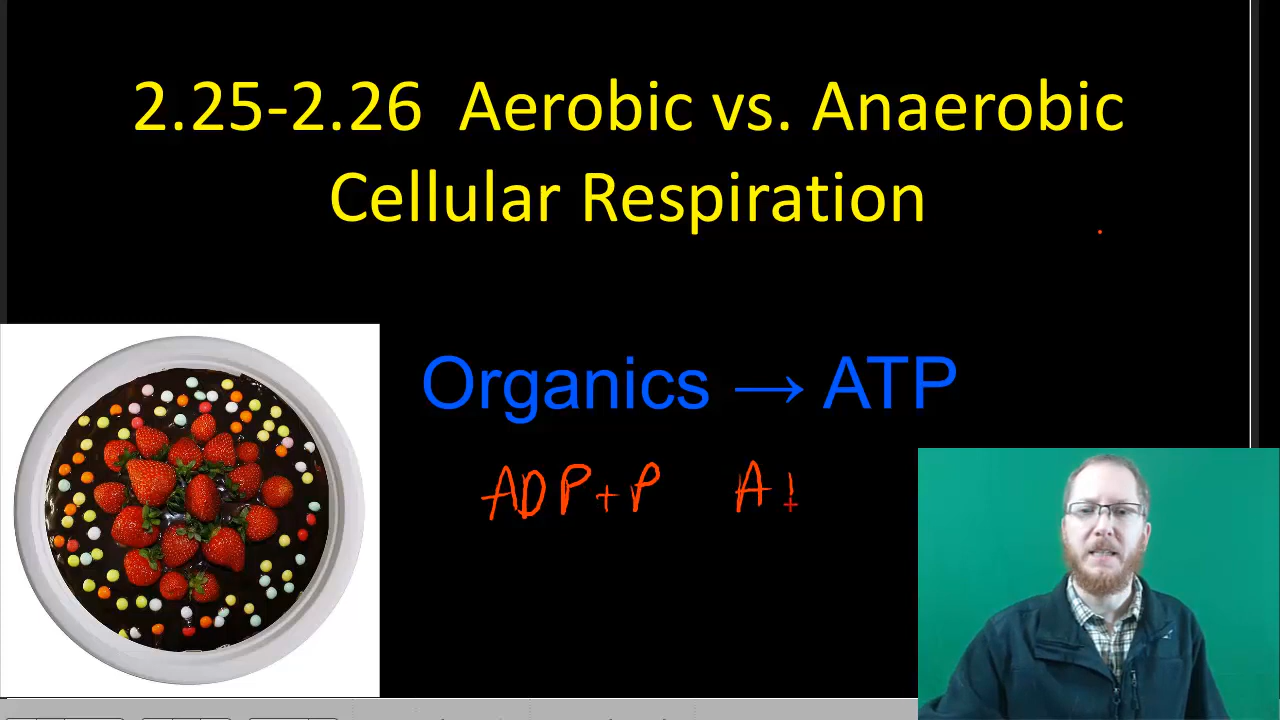 2.25-2.26 Aerobic vs. Anaerobic
Cellular Respiration
Organics → ATP
ADP+P A